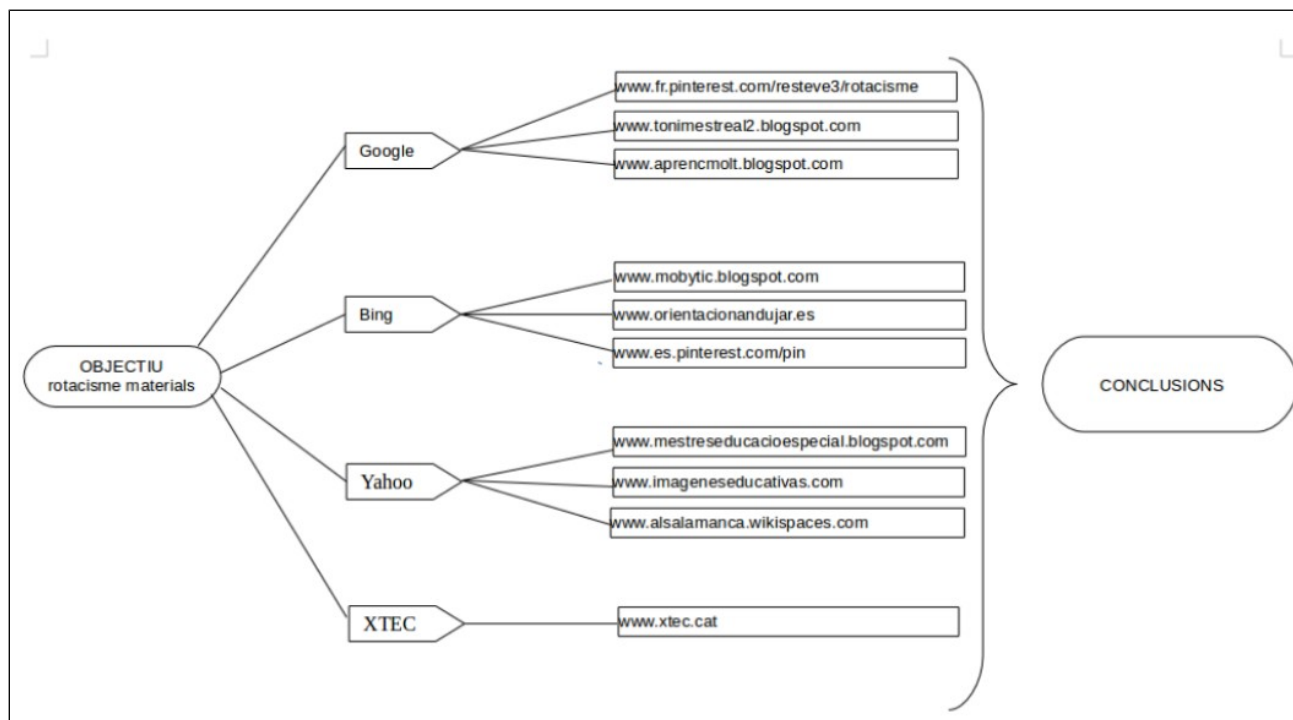 OBJECTIU
rotacisme materials
Google
www.fr.pinterest.com/resteve3/rotacisme
www.tonimestreal2.blogspot.com
www.aprencmolt.blogspot.com
Bing
www.mobytic.blogspot.com
www.orientacionandujar.es
www.es.pinterest.com/pin
Yahoo
www.mestreseducacioespecial.blogspot.com
www.imageneseducativas.com
www.alsalamanca.wikispaces.com
XTEC
www.xtec.cat
CONCLUSIONS